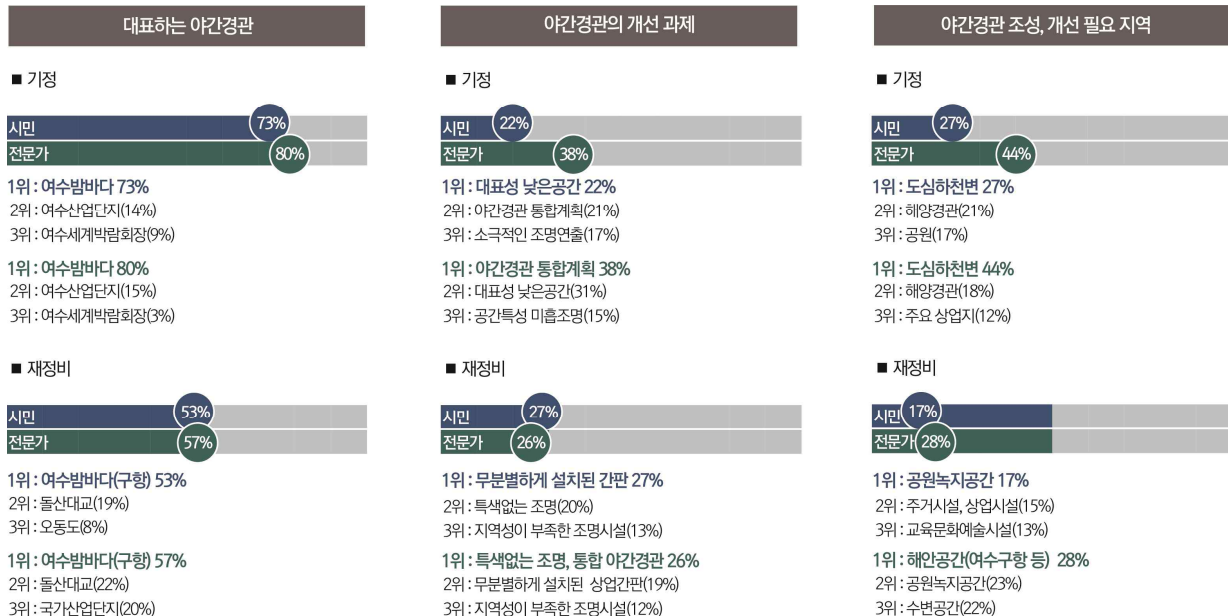 대표하는 야간경관
■ 기정
시민 73%
전문가 80%
1위 : 여수밤바다 73%
2위 : 여수산업단지(14%)
3위 : 여수세계박람회장(9%)
1위 : 여수밤바다 80%
2위 : 여수산업단지(15%)
3위 : 여수세계박람회장(3%)
■ 재정비
시민 53%
전문가 57%
1위 : 여수밤바다(구항) 53%
2위 : 돌산대교(19%)
3위 : 오동도(8%)
1위 : 여수밤바다(구항) 57%
2위 : 돌산대교(22%)
3위 : 국가산업단지(20%)
야간경관의 개선 과제
■ 기정
시민 22%
전문가 38%
1위 : 대표성 낮은공간 22%
2위 : 야간경관 통합계획(21%)
3위 : 소극적인 조명연출(17%)
1위 : 야간경관 통합계획 38%
2위 : 대표성 낮은공간(31%)
3위 : 공간특성 미흡조명(15%)
■ 재정비
시민 27%
전문가 26%
1위 : 무분별하게 설치된 간판 27%
2위 : 특색없는 조명(20%)
3위 : 지역성이 부족한 조명시설(13%)
1위 : 특색없는 조명, 통합 야간경관 26%
2위 : 무분별하게 설치된 상업간판(19%)
3위 : 지역성이 부족한 조명시설(12%)
야간경관 조성, 개선 필요 지역
■ 기정
시민 27%
전문가 44%
1위 : 도심하천변 27%
2위 : 해양경관(21%)
3위 : 공원(17%)
1위 : 도심하천변 44%
2위 : 해양경관(18%)
3위 : 주요 상업지(12%)
■ 재정비
시민 17%
전문가 28%
1위 : 공원녹지공간 17%
2위 : 주거시설, 상업시설(15%)
3위 : 교육문화예술시설(13%)
1위 : 해안공간(여수구항 등) 28%
2위 : 공원녹지공간(23%)
3위 : 수변공간(22%)